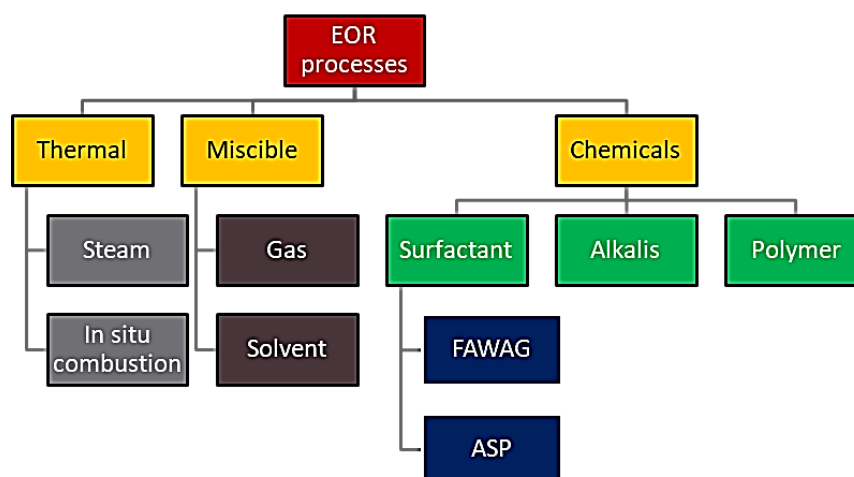 EOR
processes
Thermal
Miscible
Chemicals
Steam
Gas
Surfactant
Alkalis
Polymer
In situ
combustion
Solvent
FAWAG
ASP